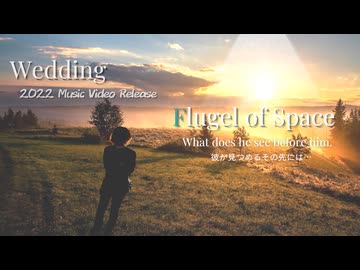 Wedding
2022 Music Video Release
Flugel of Space
What does he see before him.
彼が見つめるその先には…